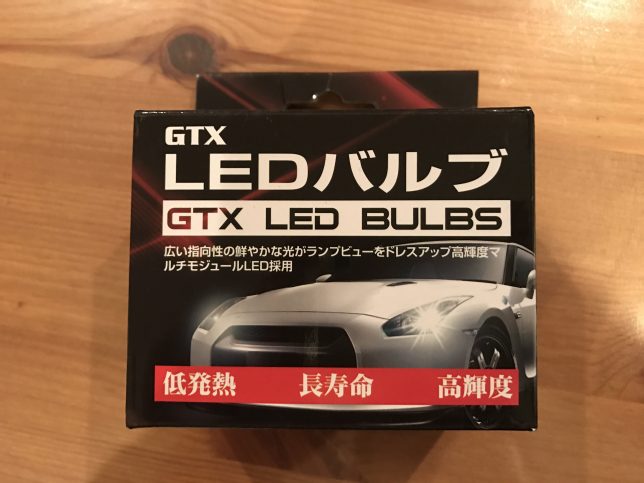 GTX
LEDバルブ
GTX LED BULBS
広い指向性の鮮やかな光がランプビューをドレスアップ高輝度マ
ルチモジュールLED採用
低発熱 長寿命 高輝度